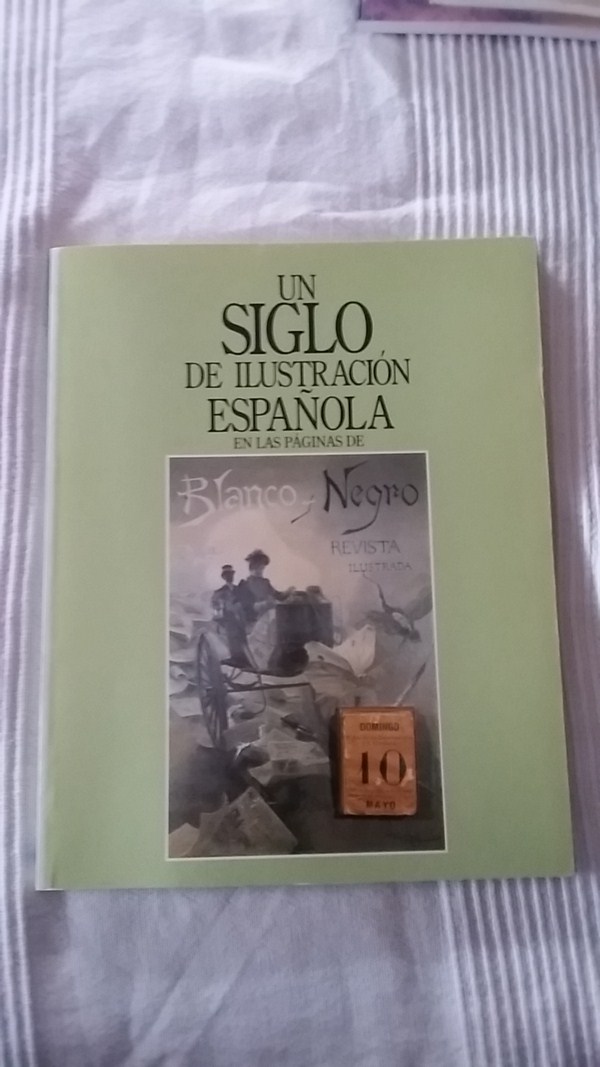 UN
SIGLO
DE ILUSTRACIÓN
ESPAÑOLA
EN LAS PÁGINAS DE
Blanco y Negro
REVISTA
ILUSTRADA
DOMINGO
10
MAYO